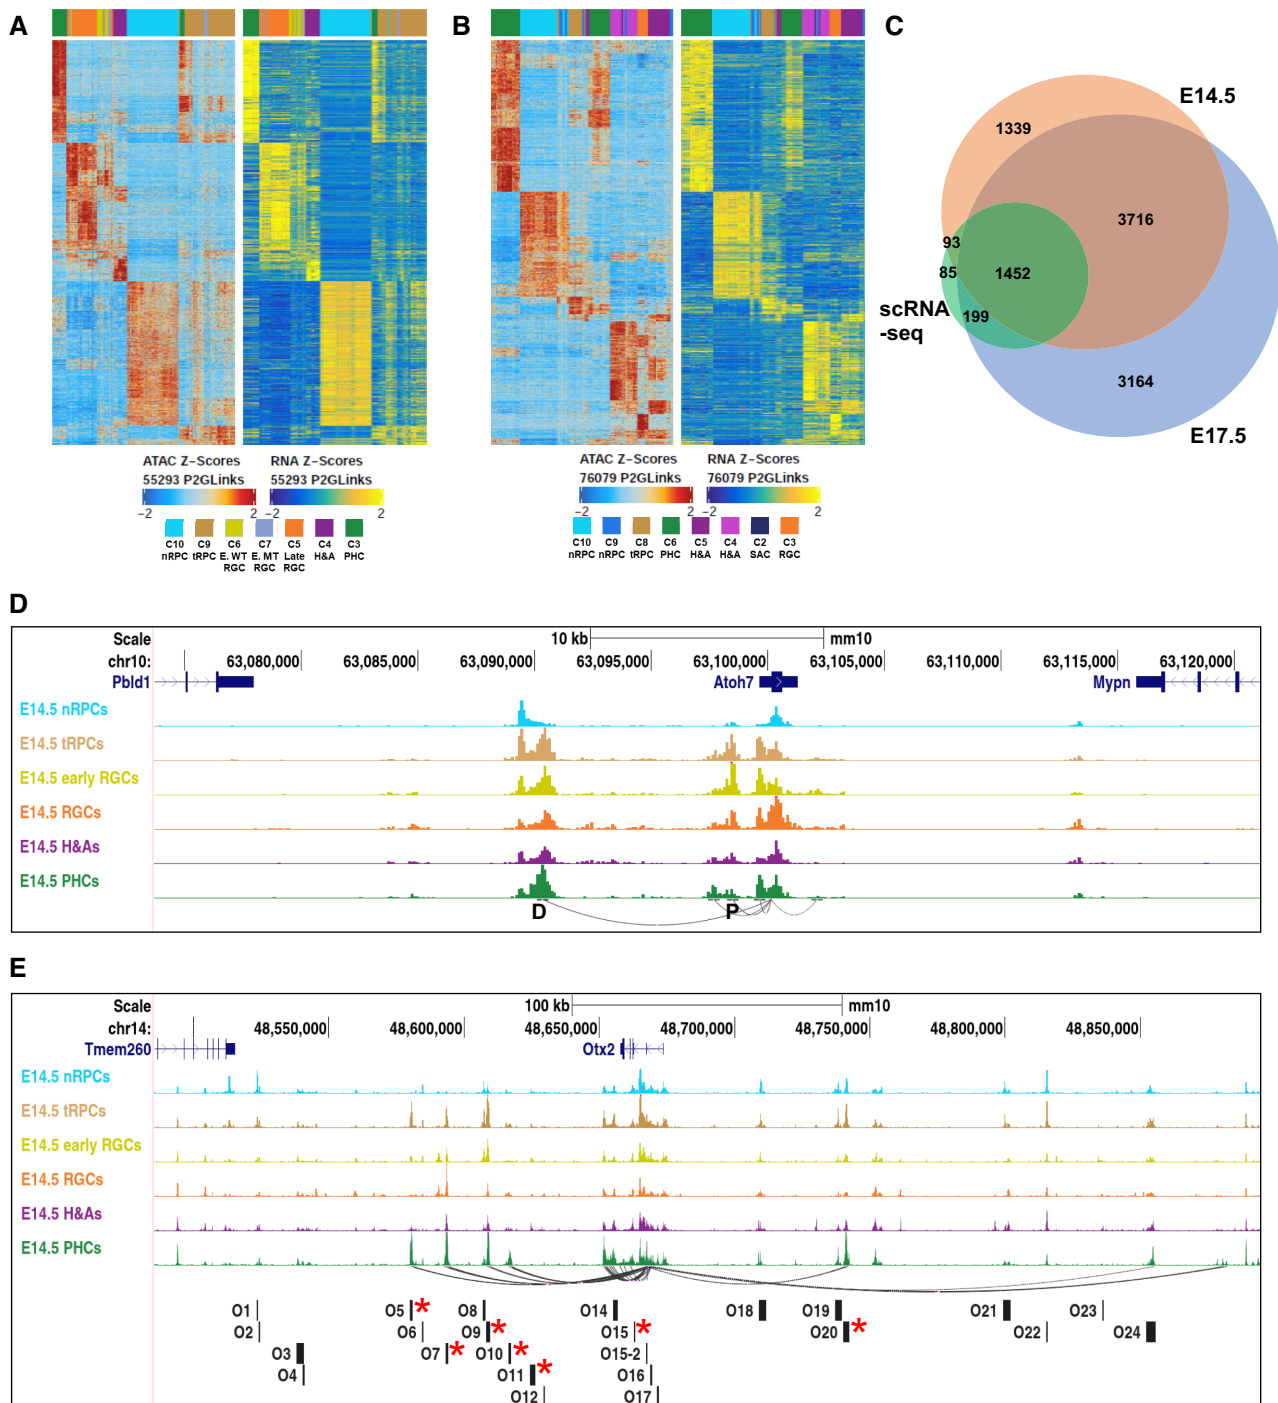 A
B
C
ATAC Z-Scores
55293 P2GLinks
-2
2
RNA Z-Scores
55293 P2GLinks
-2
2
C10
nRPC
C9
tRPC
C6
E. WT
RGC
C7
E. MT
RGC
C5
Late
RGC
C4
H&A
C3
PHC
ATAC Z-Scores
76079 P2GLinks
-2
2
RNA Z-Scores
76079 P2GLinks
-2
2
C10
nRPC
C9
nRPC
C8
tRPC
C6
PHC
C5
H&A
C4
H&A
C2
SAC
C3
RGC
E14.5
1339
3716
93
85
1452
scRNA
-seq
199
3164
E17.5
D
Scale 10 kb mm10
chr10: 63,080,000 63,085,000 63,090,000 63,095,000 63,100,000 63,105,000 63,110,000 63,115,000 63,120,000
Pbld1 Atoh7 Mypn
E14.5 nRPCs
E14.5 tRPCs
E14.5 early RGCs
E14.5 RGCs
E14.5 H&As
E14.5 PHCs
D P
E
Scale 100 kb mm10
chr14: 48,550,000 48,600,000 48,650,000 48,700,000 48,750,000 48,800,000 48,850,000
Tmem260 Otx2
E14.5 nRPCs
E14.5 tRPCs
E14.5 early RGCs
E14.5 RGCs
E14.5 H&As
E14.5 PHCs
O1 O5 * O8 O14 O18 O19 O21 O23
O2 O6 O9 * O15 * O20 * O22 O24
O3 O7 * O10 * O15-2
O4 O11 * O16
O12 O17